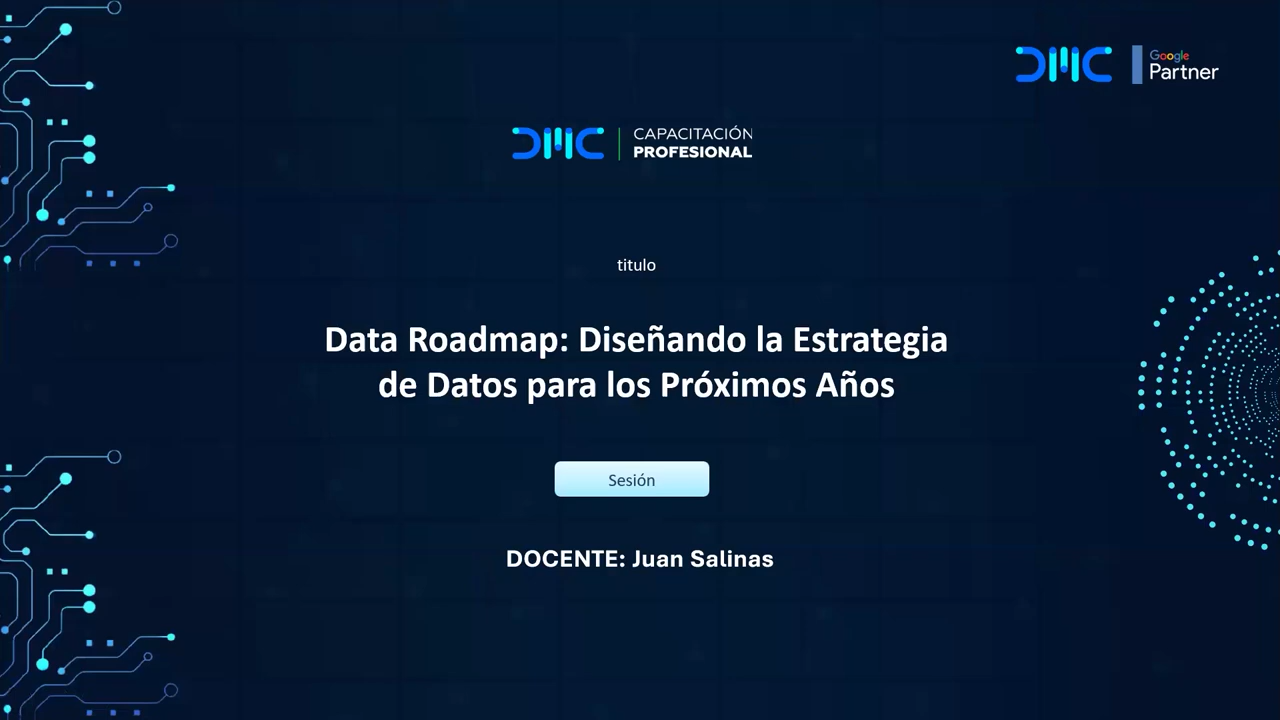 DMC
Google
Partner
DMC
CAPACITACIÓN
PROFESIONAL
titulo
Data Roadmap: Diseñando la Estrategia
de Datos para los Próximos Años
Sesión
DOCENTE: Juan Salinas